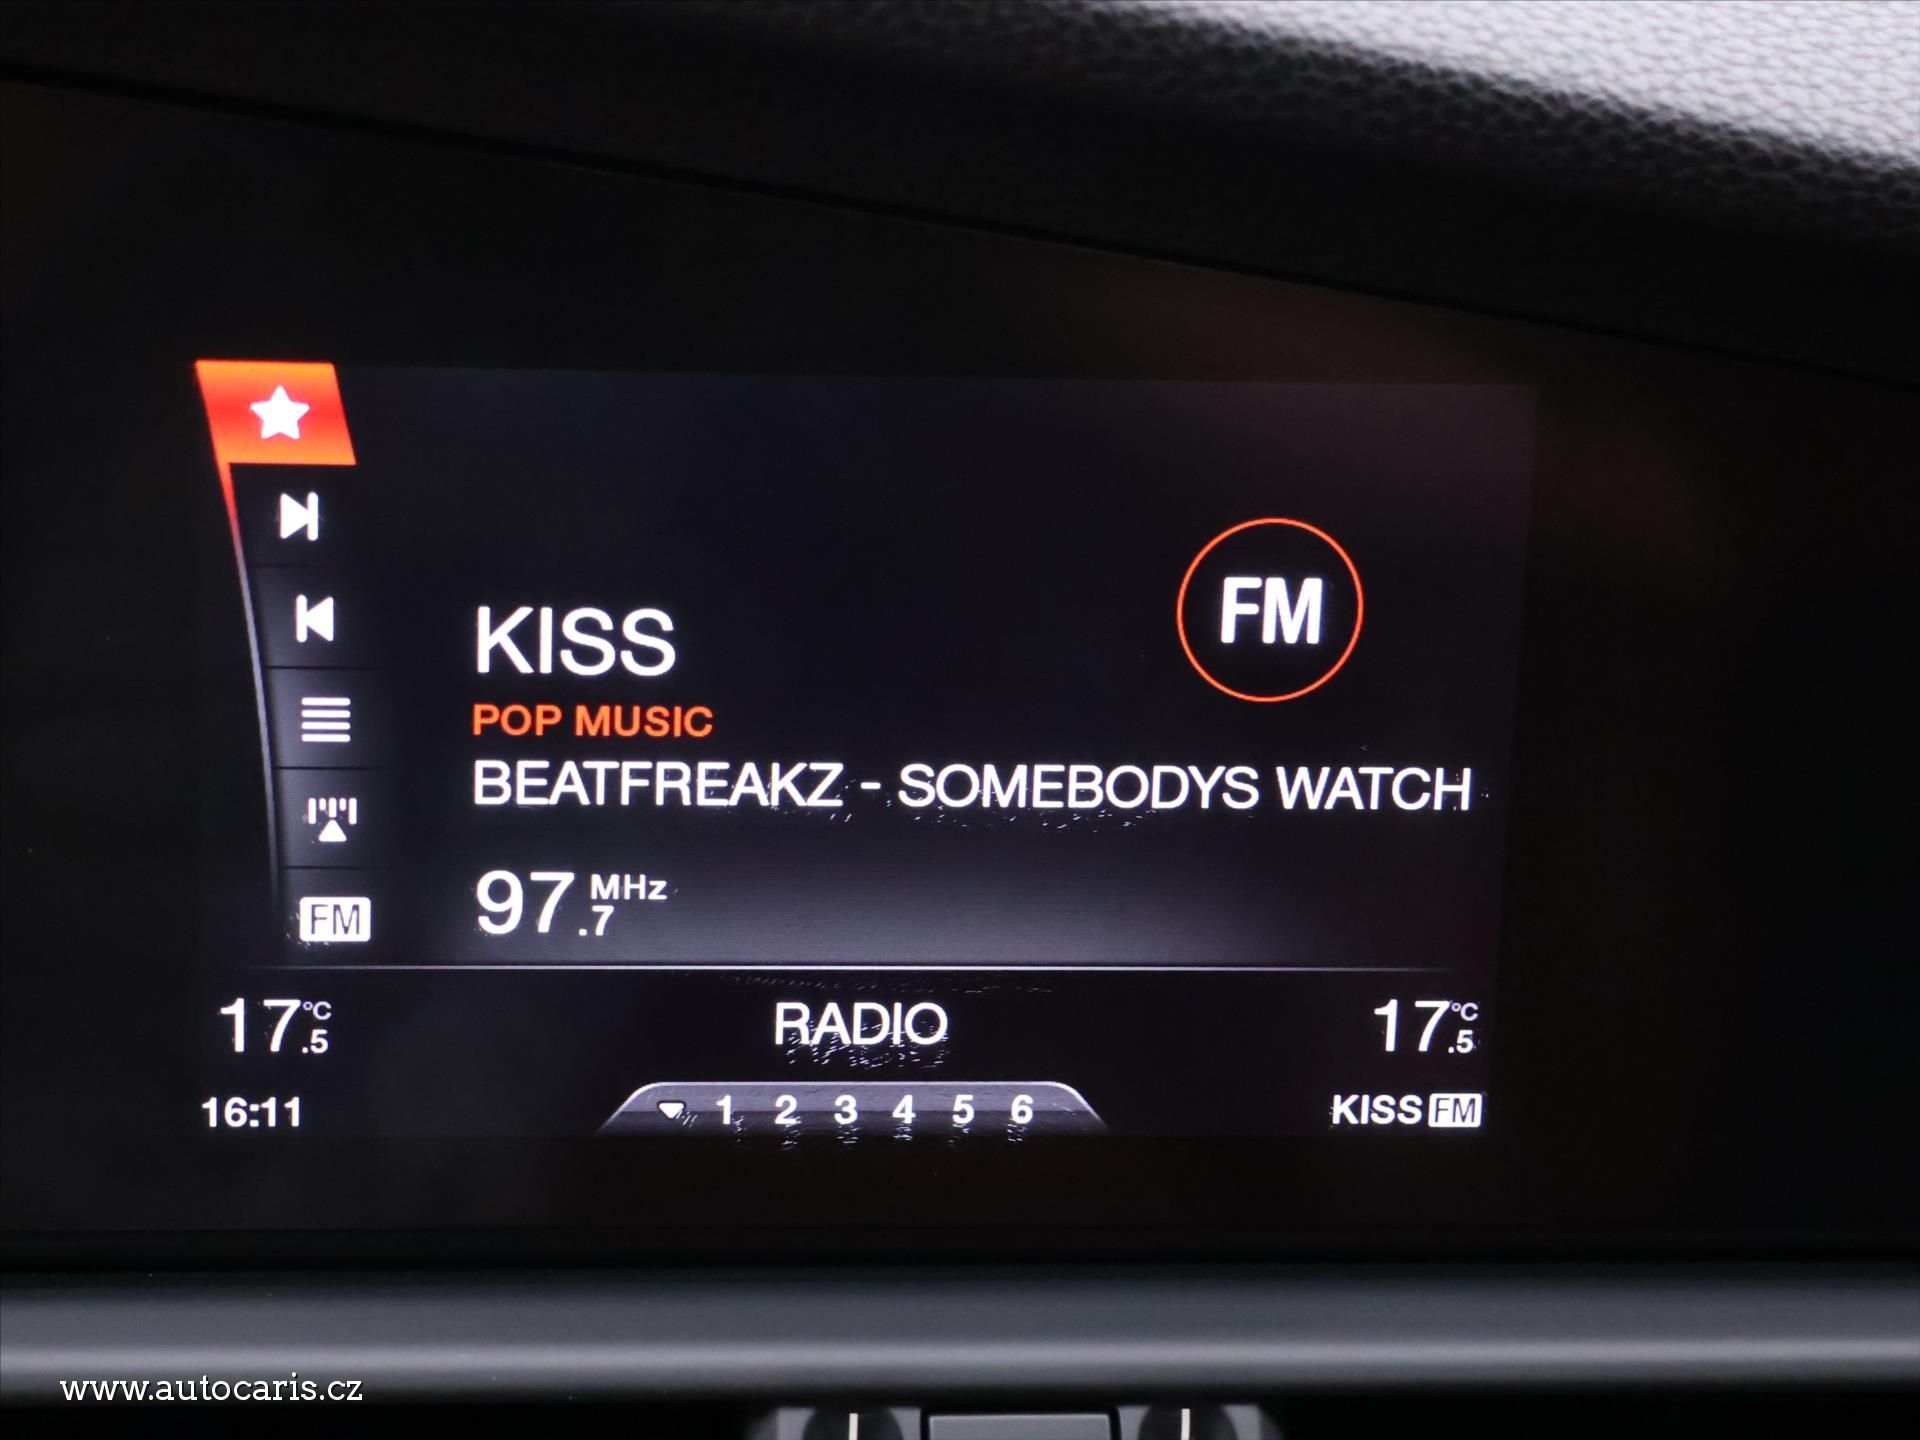 FM
KISS
POP MUSIC
BEATFREAKZ - SOMEBODYS WATCH
97.7 MHz
FM
17.5 °C
RADIO
17.5 °C
16:11
1 2 3 4 5 6
KISS FM
www.autocaris.cz